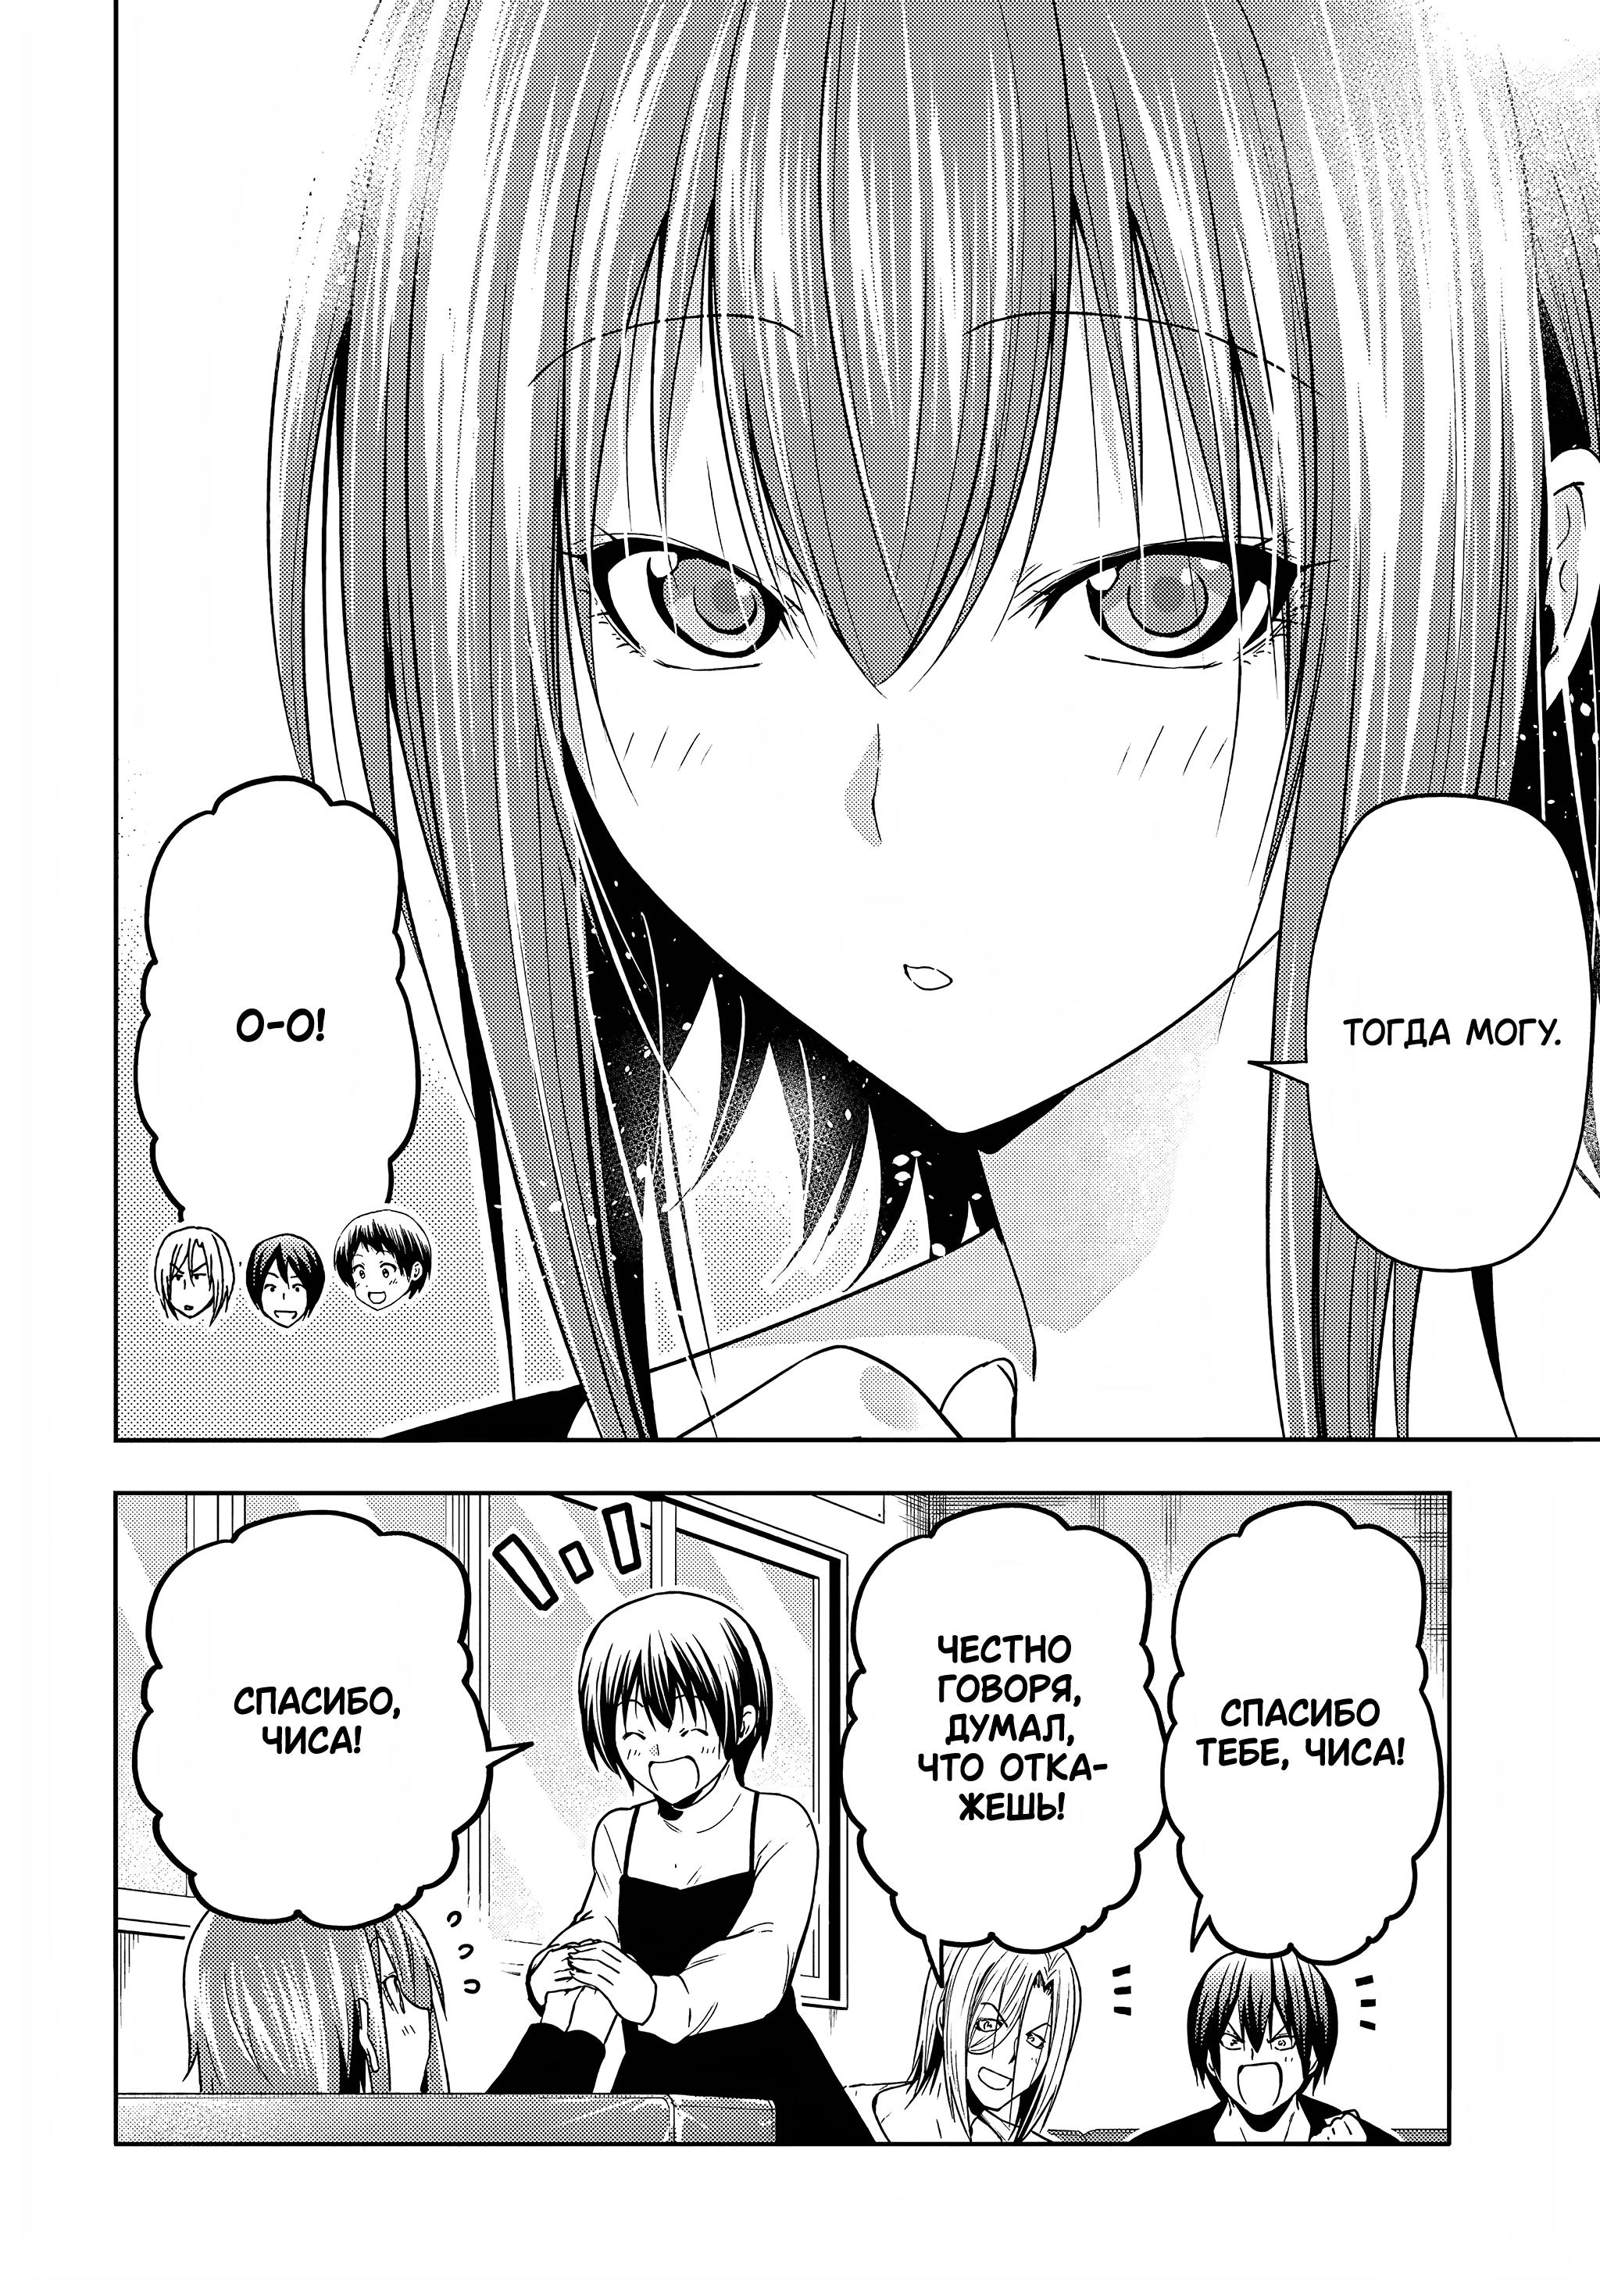 ТОГДА МОГУ.
О-О!
СПАСИБО
ТЕБЕ, ЧИСА!
ЧЕСТНО
ГОВОРЯ,
ДУМАЛ,
ЧТО ОТКА-
ЖЕШЬ!
СПАСИБО,
ЧИСА!